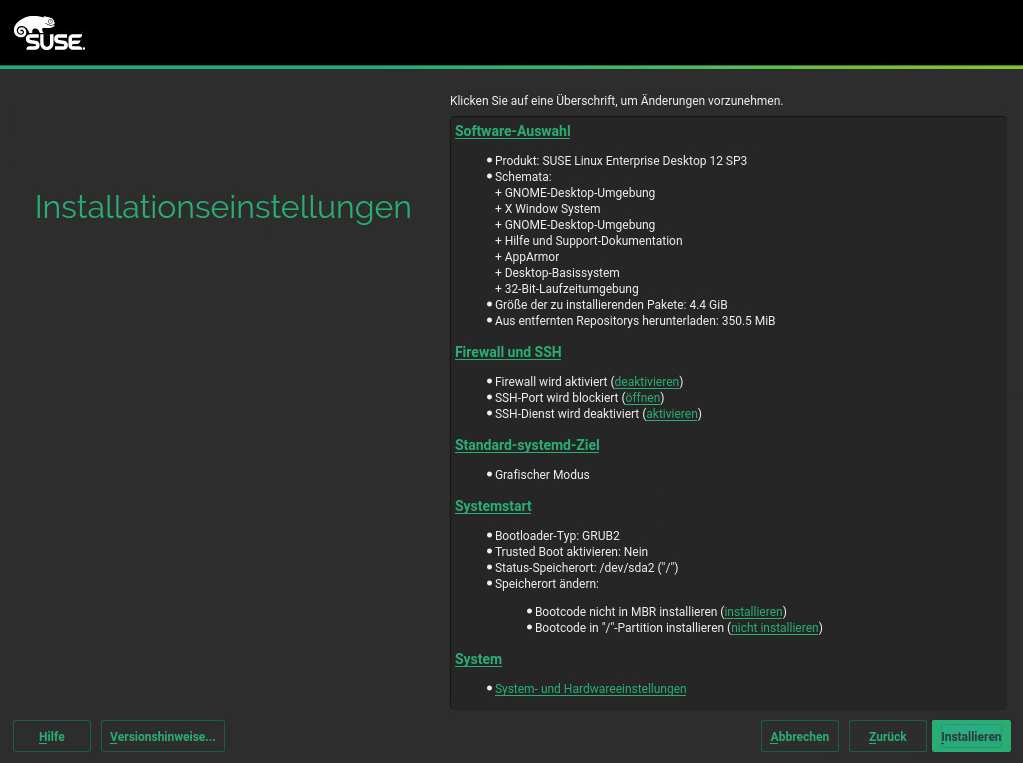 SUSE.
Klicken Sie auf eine Überschrift, um Änderungen vorzunehmen.
Installationseinstellungen
Software-Auswahl
Produkt: SUSE Linux Enterprise Desktop 12 SP3
Schemata:
+ GNOME-Desktop-Umgebung
+ X Window System
+ GNOME-Desktop-Umgebung
+ Hilfe und Support-Dokumentation
+ AppArmor
+ Desktop-Basissystem
+ 32-Bit-Laufzeitumgebung
Größe der zu installierenden Pakete: 4.4 GiB
Aus entfernten Repositorys herunterladen: 350.5 MiB
Firewall und SSH
Firewall wird aktiviert (deaktivieren)
SSH-Port wird blockiert (öffnen)
SSH-Dienst wird deaktiviert (aktivieren)
Standard-systemd-Ziel
Grafischer Modus
Systemstart
Bootloader-Typ: GRUB2
Trusted Boot aktivieren: Nein
Status-Speicherort: /dev/sda2 ("/")
Speicherort ändern:
Bootcode nicht in MBR installieren (installieren)
Bootcode in "/"-Partition installieren (nicht installieren)
System
System- und Hardwareeinstellungen
Hilfe Versionshinweise... Abbrechen Zurück Installieren